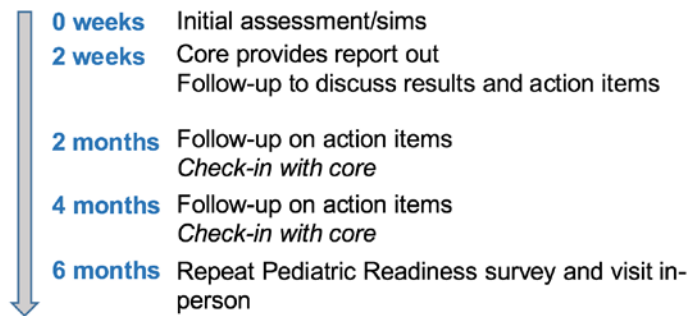 0 weeks Initial assessment/sims
2 weeks Core provides report out
Follow-up to discuss results and action items
2 months Follow-up on action items
Check-in with core
4 months Follow-up on action items
Check-in with core
6 months Repeat Pediatric Readiness survey and visit in-
person